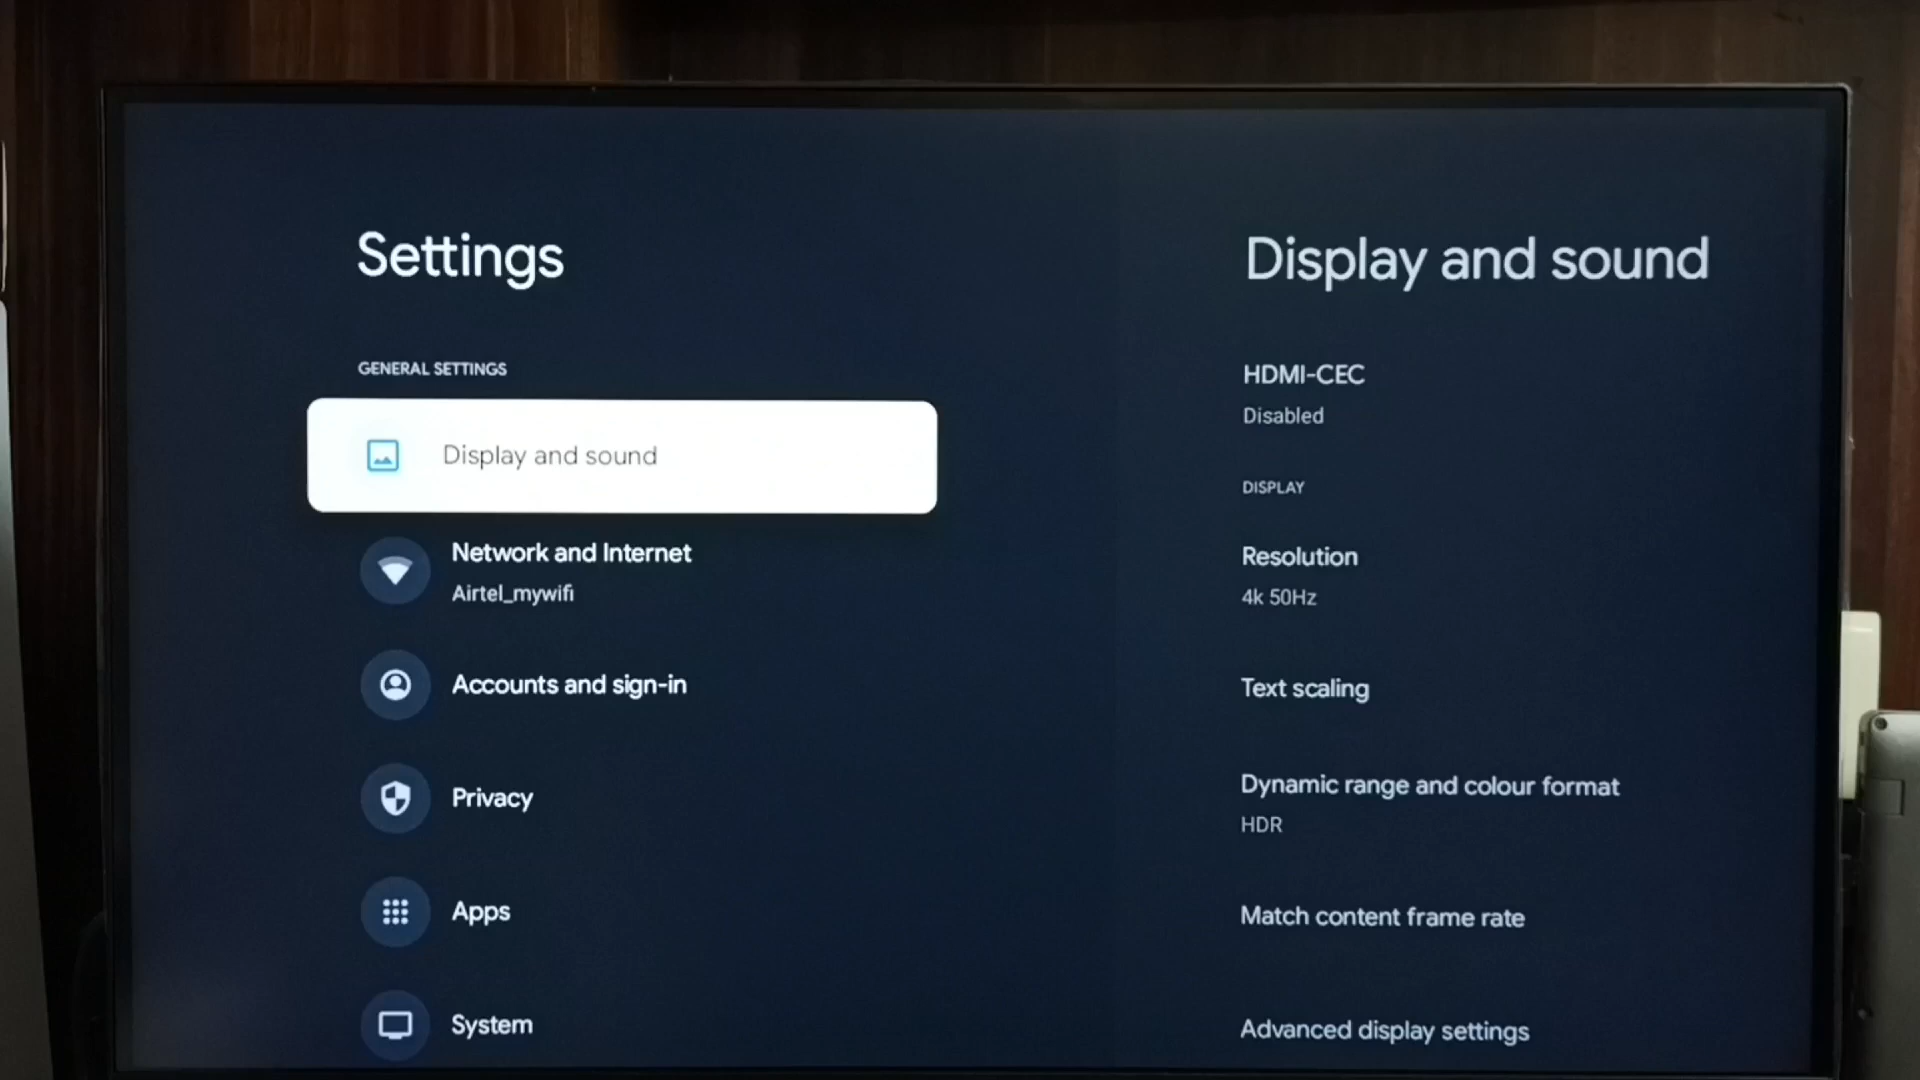 Settings
GENERAL SETTINGS
Display and sound
Network and Internet
Airtel_mywifi
Accounts and sign-in
Privacy
Apps
System
Display and sound
HDMI-CEC
Disabled
DISPLAY
Resolution
4k 50Hz
Text scaling
Dynamic range and colour format
HDR
Match content frame rate
Advanced display settings